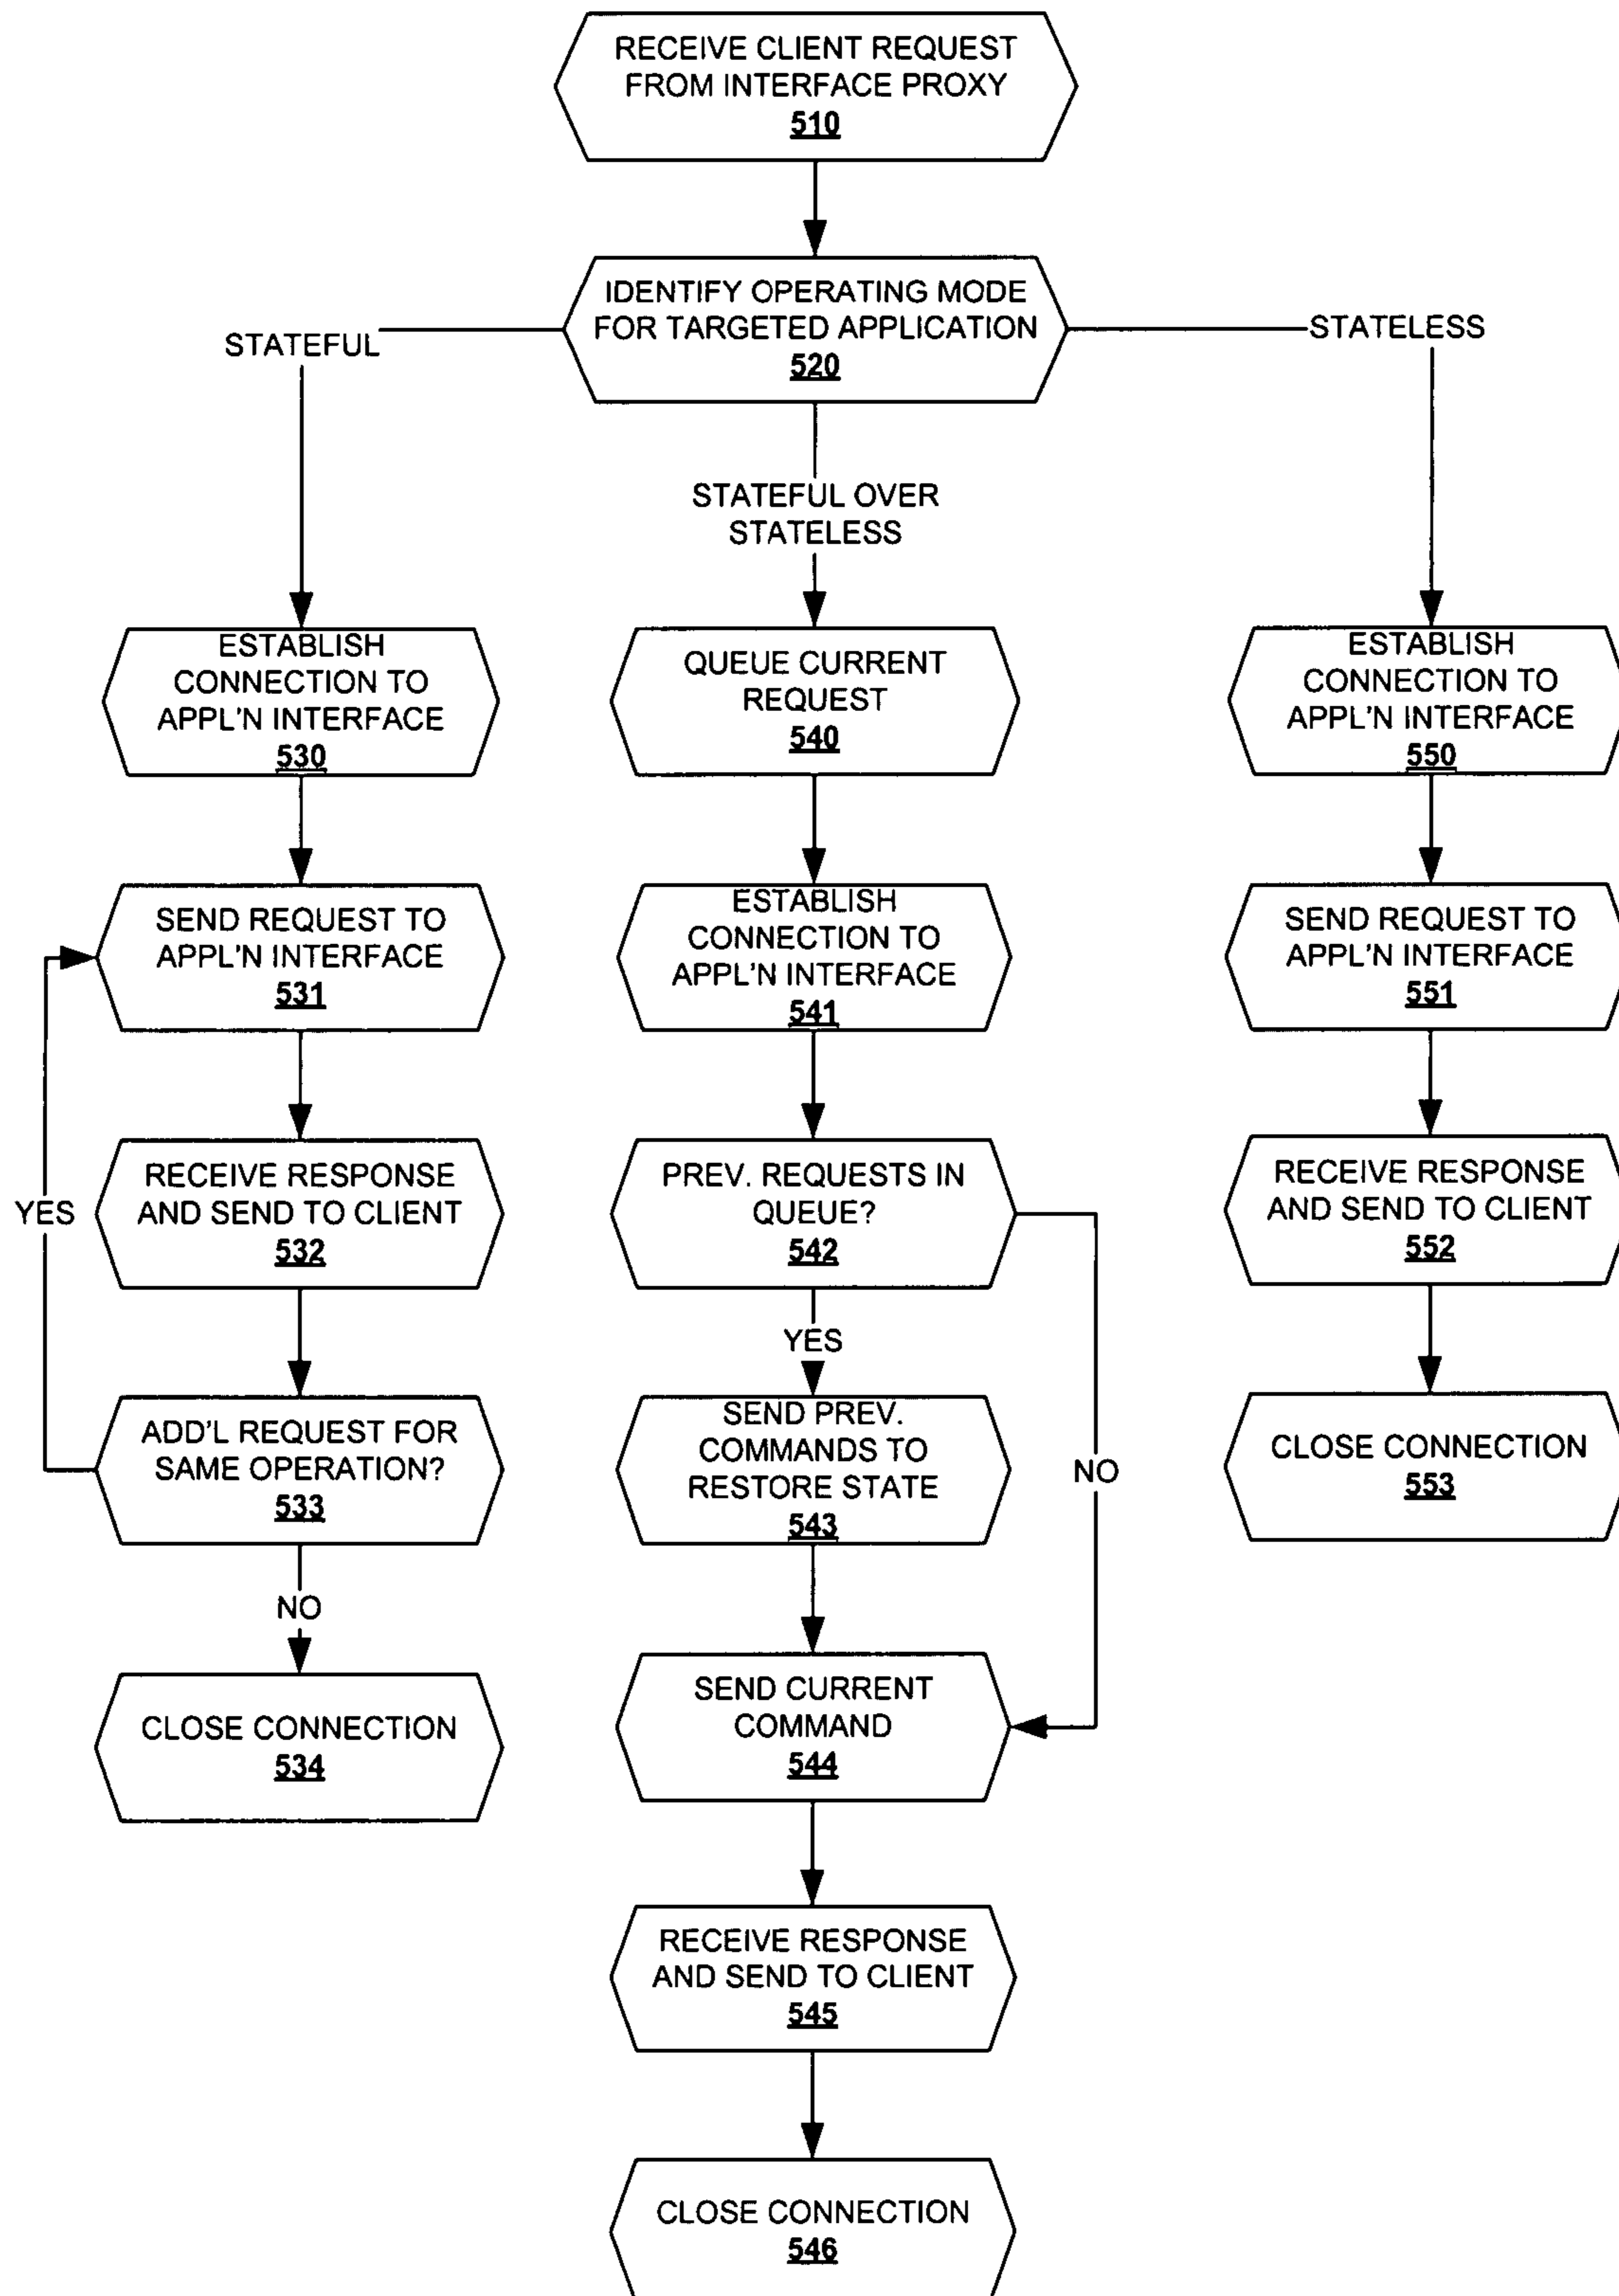 RECEIVE CLIENT REQUEST
FROM INTERFACE PROXY
510
IDENTIFY OPERATING MODE
FOR TARGETED APPLICATION
520
STATEFUL
STATEFUL OVER
STATELESS
STATELESS
ESTABLISH
CONNECTION TO
APPL'N INTERFACE
530
SEND REQUEST TO
APPL'N INTERFACE
531
RECEIVE RESPONSE
AND SEND TO CLIENT
532
YES
ADD'L REQUEST FOR
SAME OPERATION?
533
NO
CLOSE CONNECTION
534
QUEUE CURRENT
REQUEST
540
ESTABLISH
CONNECTION TO
APPL'N INTERFACE
541
PREV. REQUESTS IN
QUEUE?
542
YES
SEND PREV.
COMMANDS TO
RESTORE STATE
543
NO
SEND CURRENT
COMMAND
544
RECEIVE RESPONSE
AND SEND TO CLIENT
545
CLOSE CONNECTION
546
ESTABLISH
CONNECTION TO
APPL'N INTERFACE
550
SEND REQUEST TO
APPL'N INTERFACE
551
RECEIVE RESPONSE
AND SEND TO CLIENT
552
CLOSE CONNECTION
553